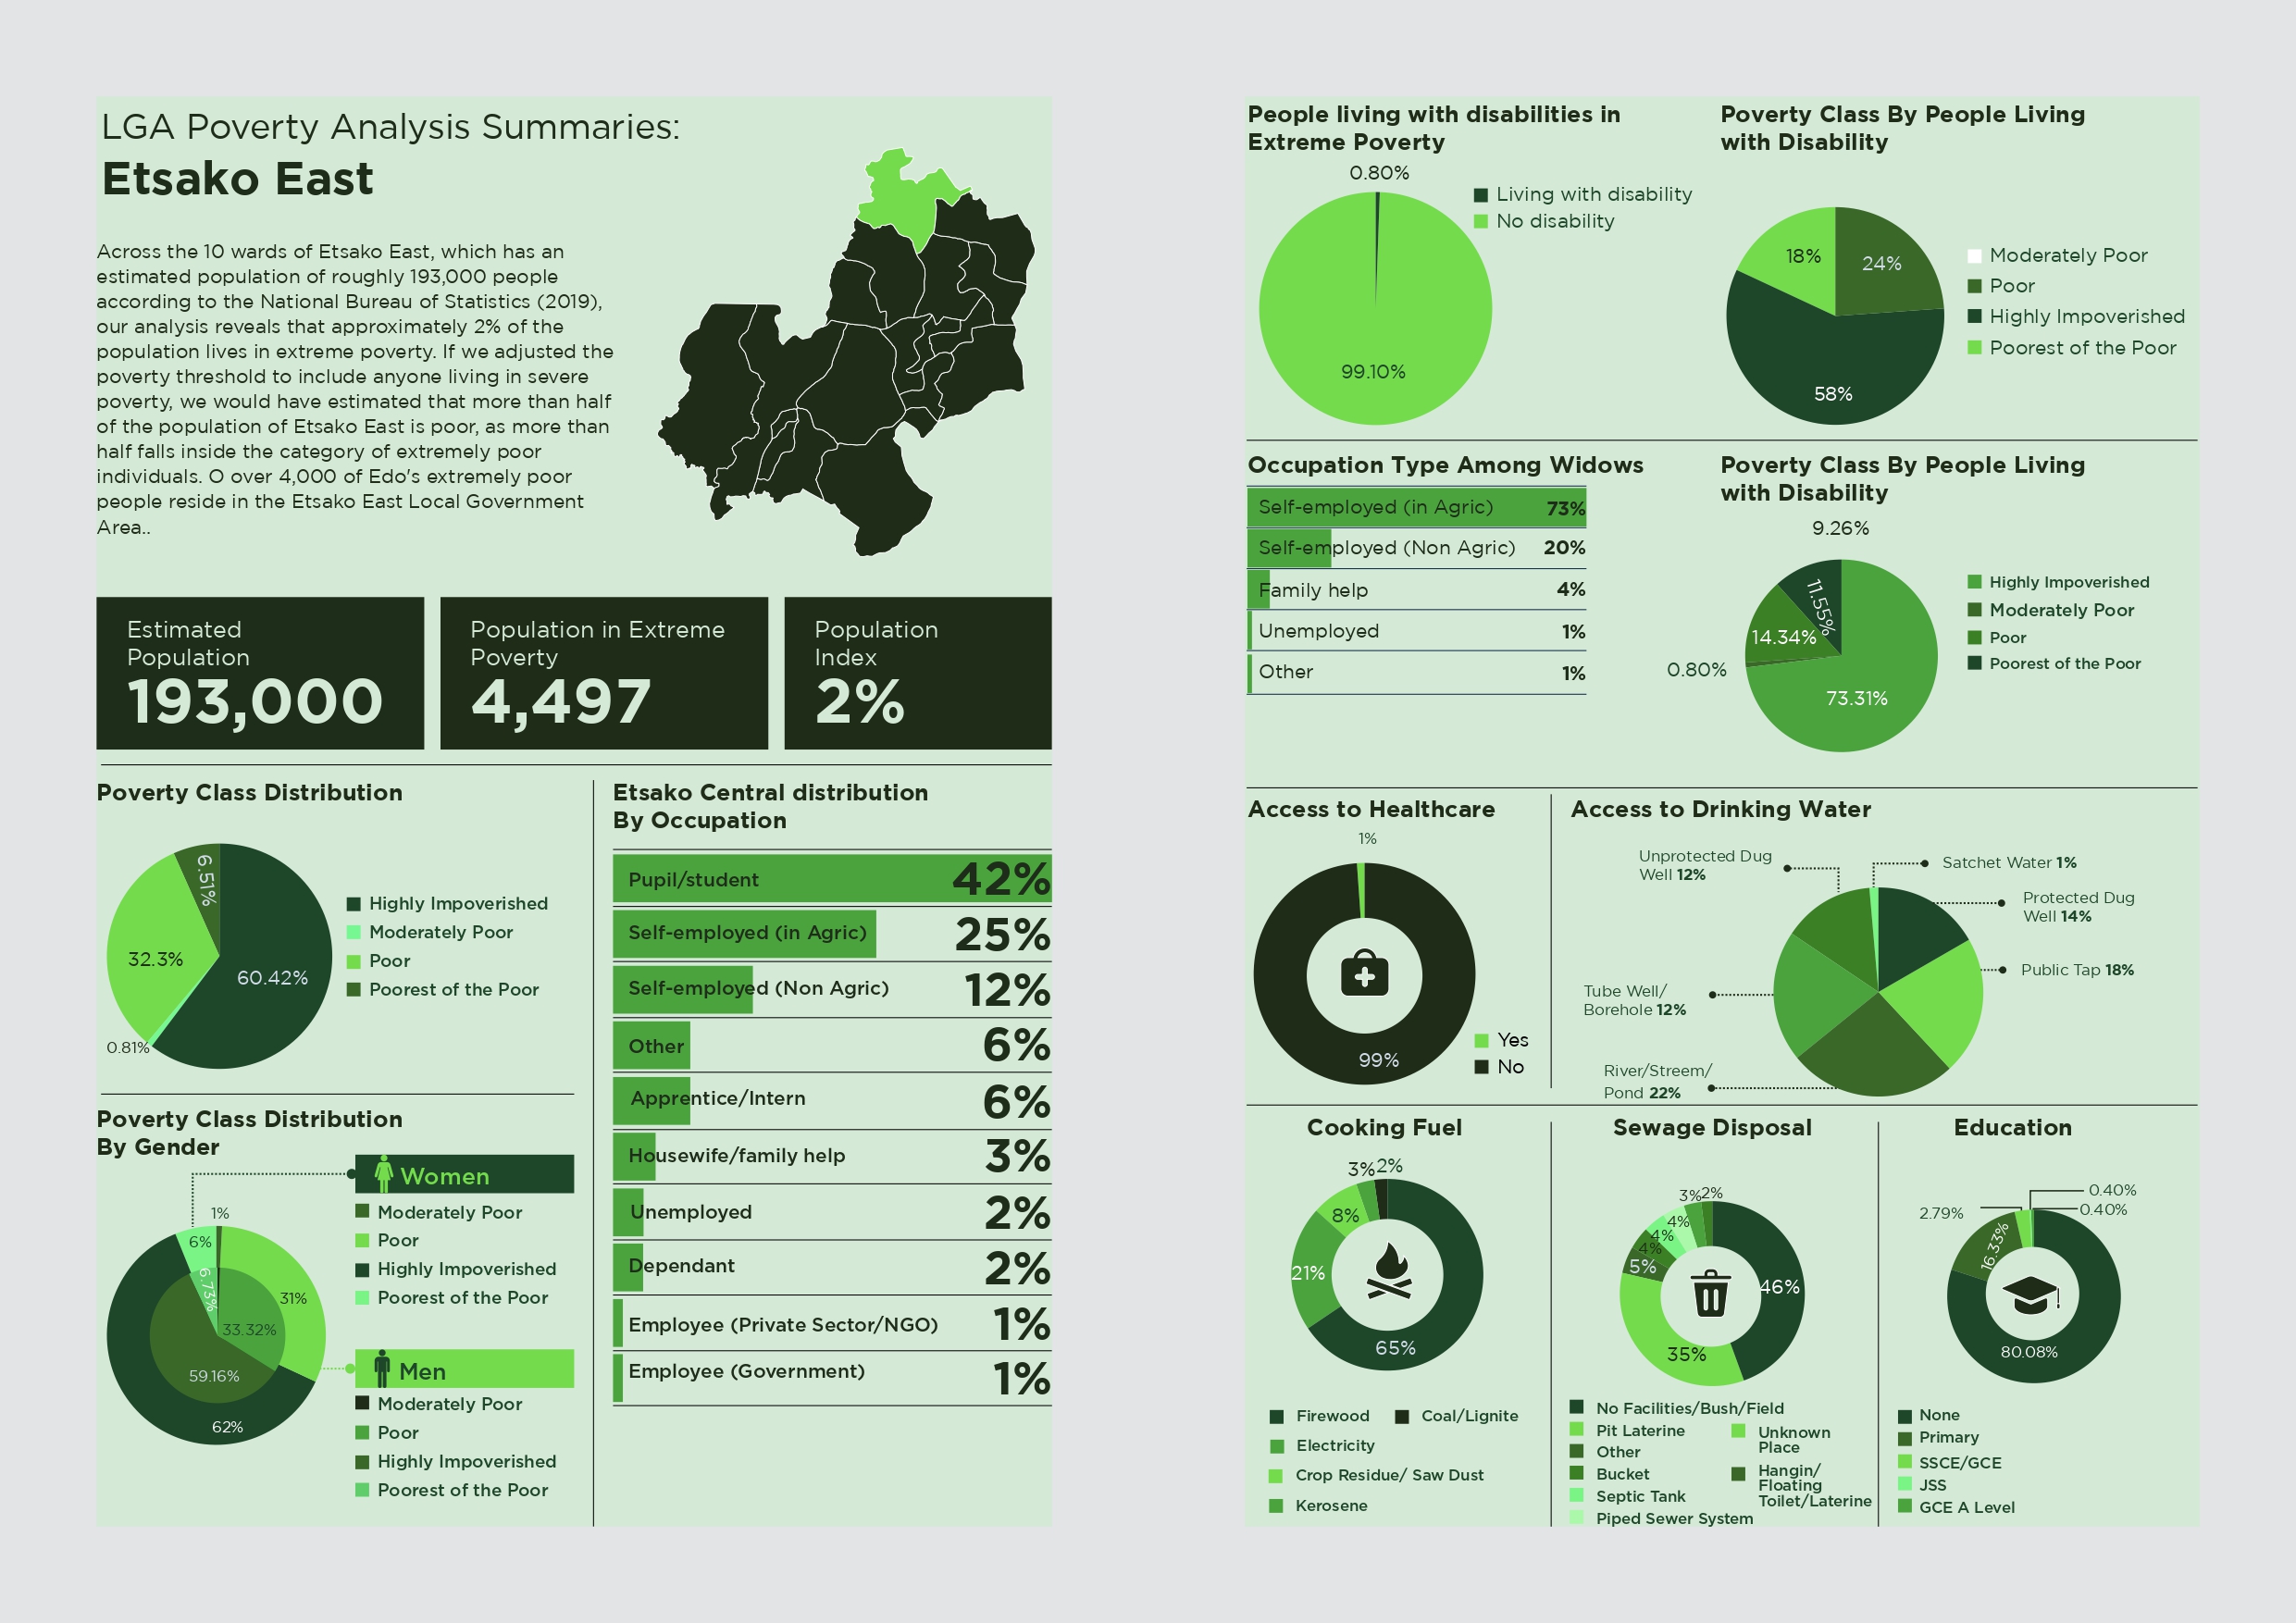 LGA Poverty Analysis Summaries:
Etsako East
Across the 10 wards of Etsako East, which has an
estimated population of roughly 193,000 people
according to the National Bureau of Statistics (2019),
our analysis reveals that approximately 2% of the
population lives in extreme poverty. If we adjusted the
poverty threshold to include anyone living in severe
poverty, we would have estimated that more than half
of the population of Etsako East is poor, as more than
half falls inside the category of extremely poor
individuals. O over 4,000 of Edo's extremely poor
people reside in the Etsako East Local Government
Area..
Estimated
Population
193,000
Population in Extreme
Poverty
4,497
Population
Index
2%
Poverty Class Distribution
6.51%
32.3%
60.42%
0.81%
Highly Impoverished
Moderately Poor
Poor
Poorest of the Poor
Poverty Class Distribution
By Gender
1%
6%
6.73%
31%
33.32%
59.16%
62%
Women
Moderately Poor
Poor
Highly Impoverished
Poorest of the Poor
Men
Moderately Poor
Poor
Highly Impoverished
Poorest of the Poor
Etsako Central distribution
By Occupation
Pupil/student 42%
Self-employed (in Agric) 25%
Self-employed (Non Agric) 12%
Other 6%
Apprentice/Intern 6%
Housewife/family help 3%
Unemployed 2%
Dependant 2%
Employee (Private Sector/NGO) 1%
Employee (Government) 1%
People living with disabilities in
Extreme Poverty
0.80%
99.10%
Living with disability
No disability
Poverty Class By People Living
with Disability
18%
24%
58%
Moderately Poor
Poor
Highly Impoverished
Poorest of the Poor
Occupation Type Among Widows
Self-employed (in Agric) 73%
Self-employed (Non Agric) 20%
Family help 4%
Unemployed 1%
Other 1%
Poverty Class By People Living
with Disability
9.26%
11.55%
14.34%
0.80%
73.31%
Highly Impoverished
Moderately Poor
Poor
Poorest of the Poor
Access to Healthcare
1%
99%
Yes
No
Access to Drinking Water
Unprotected Dug
Well 12%
Satchet Water 1%
Protected Dug
Well 14%
Public Tap 18%
Tube Well/
Borehole 12%
River/Streem/
Pond 22%
Cooking Fuel
3%
2%
8%
21%
65%
Firewood
Coal/Lignite
Electricity
Crop Residue/ Saw Dust
Kerosene
Sewage Disposal
3%
2%
4%
4%
4%
5%
46%
35%
No Facilities/Bush/Field
Pit Laterine
Other
Bucket
Septic Tank
Piped Sewer System
Unknown
Place
Hangin/
Floating
Toilet/Laterine
Education
0.40%
0.40%
2.79%
16.33%
80.08%
None
Primary
SSCE/GCE
JSS
GCE A Level